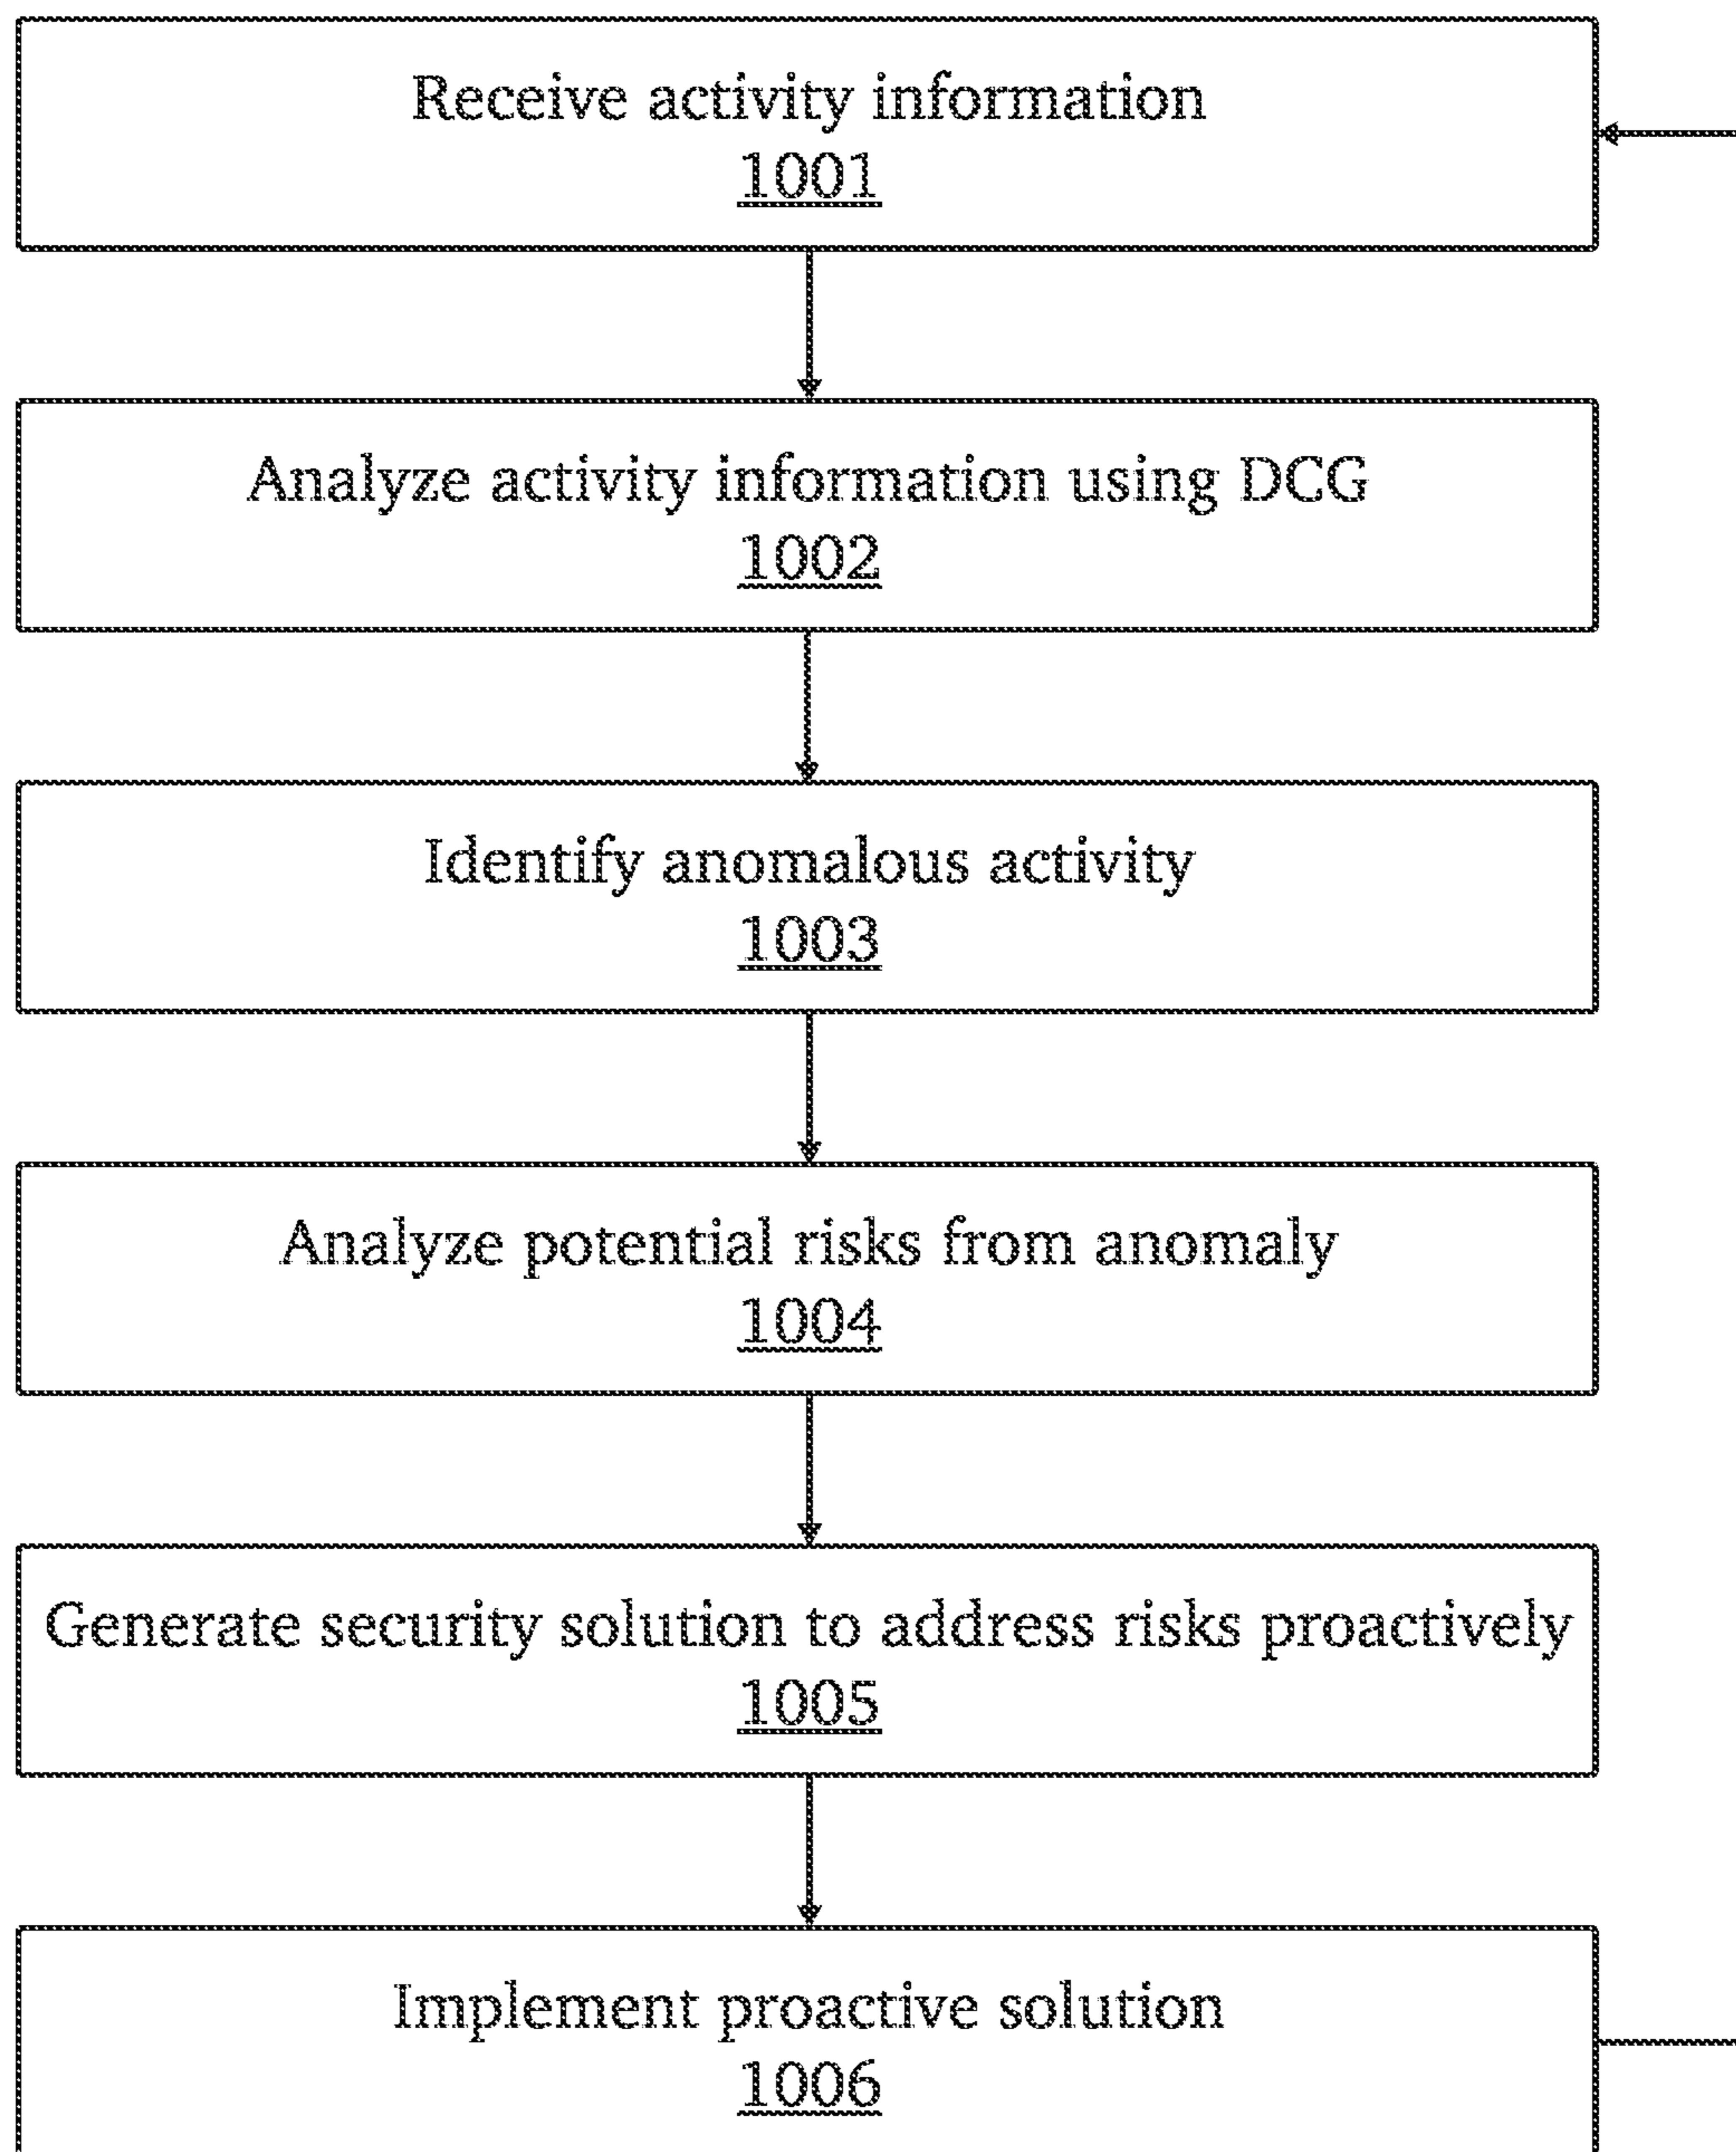 Receive activity information
1001
Analyze activity information using DCG
1002
Identify anomalous activity
1003
Analyze potential risks from anomaly
1004
Generate security solution to address risks proactively
1005
Implement proactive solution
1006